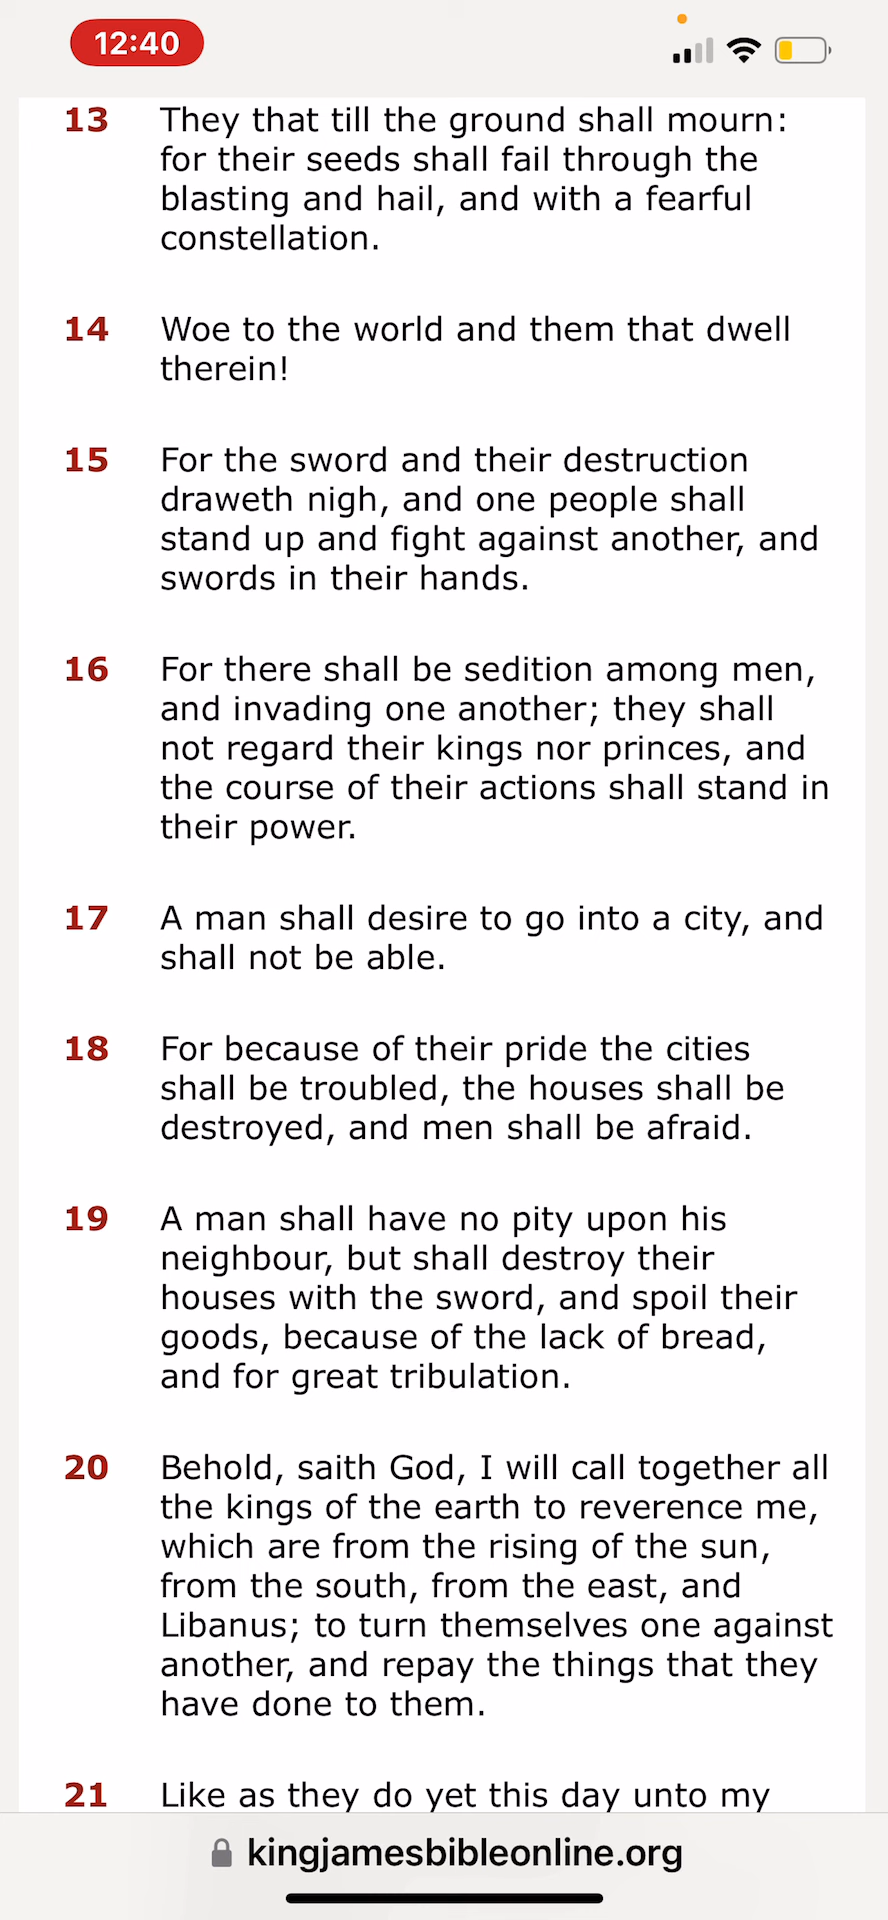 12:40
13 They that till the ground shall mourn:
for their seeds shall fail through the
blasting and hail, and with a fearful
constellation.
14 Woe to the world and them that dwell
therein!
15 For the sword and their destruction
draweth nigh, and one people shall
stand up and fight against another, and
swords in their hands.
16 For there shall be sedition among men,
and invading one another; they shall
not regard their kings nor princes, and
the course of their actions shall stand in
their power.
17 A man shall desire to go into a city, and
shall not be able.
18 For because of their pride the cities
shall be troubled, the houses shall be
destroyed, and men shall be afraid.
19 A man shall have no pity upon his
neighbour, but shall destroy their
houses with the sword, and spoil their
goods, because of the lack of bread,
and for great tribulation.
20 Behold, saith God, I will call together all
the kings of the earth to reverence me,
which are from the rising of the sun,
from the south, from the east, and
Libanus; to turn themselves one against
another, and repay the things that they
have done to them.
21 Like as they do yet this day unto my
kingjamesbibleonline.org